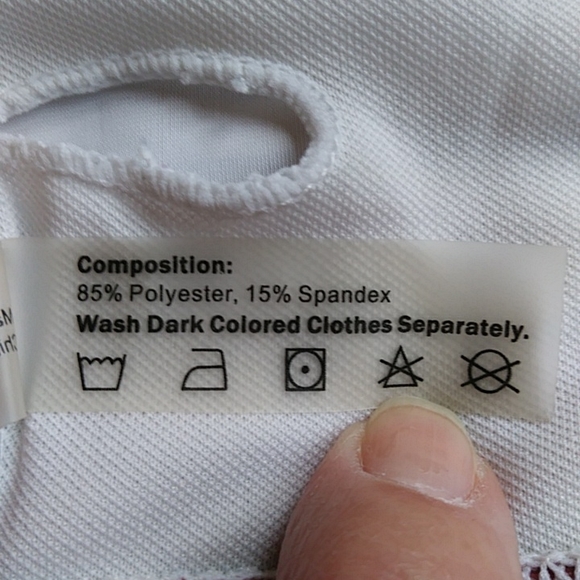 Composition:
85% Polyester, 15% Spandex
Wash Dark Colored Clothes Separately.